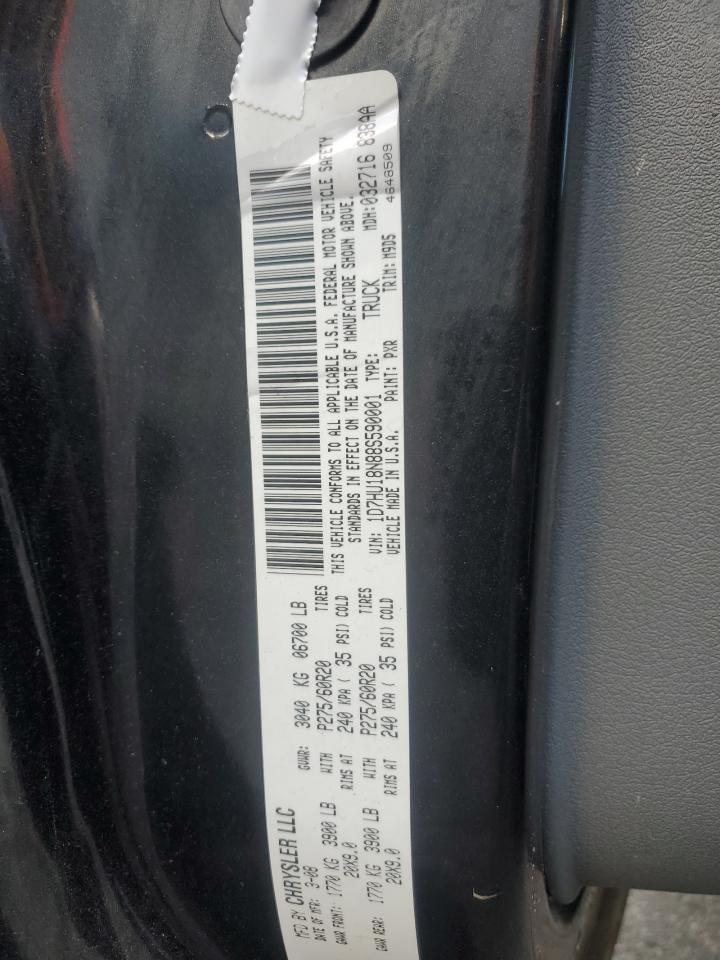 MFD BY CHRYSLER LLC
DATE OF MFR: 3-08 GVWR: 3040 KG 06700 LB
GAWR FRONT: 1770 KG 3900 LB WITH P275/60R20 TIRES
20X9.0 RIMS AT 240 KPA ( 35 PSI) COLD
GAWR REAR: 1770 KG 3900 LB WITH P275/60R20 TIRES
20X9.0 RIMS AT 240 KPA ( 35 PSI) COLD
THIS VEHICLE CONFORMS TO ALL APPLICABLE U.S.A. FEDERAL MOTOR VEHICLE SAFETY
STANDARDS IN EFFECT ON THE DATE OF MANUFACTURE SHOWN ABOVE.
VIN: 1D7HU18N88S590001 TYPE: TRUCK MDH:032716 838AA
VEHICLE MADE IN U.S.A. PAINT: PXR TRIM: M9D5 4648509